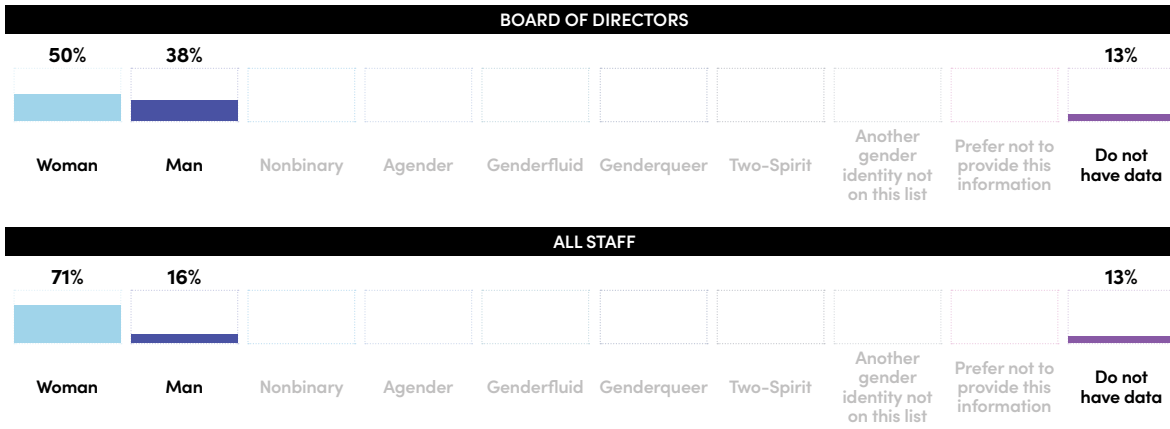 BOARD OF DIRECTORS
50% 38% 13%
Woman Man Nonbinary Agender Genderfluid Genderqueer Two-Spirit Another gender identity not on this list Prefer not to provide this information Do not have data
ALL STAFF
71% 16% 13%
Woman Man Nonbinary Agender Genderfluid Genderqueer Two-Spirit Another gender identity not on this list Prefer not to provide this information Do not have data